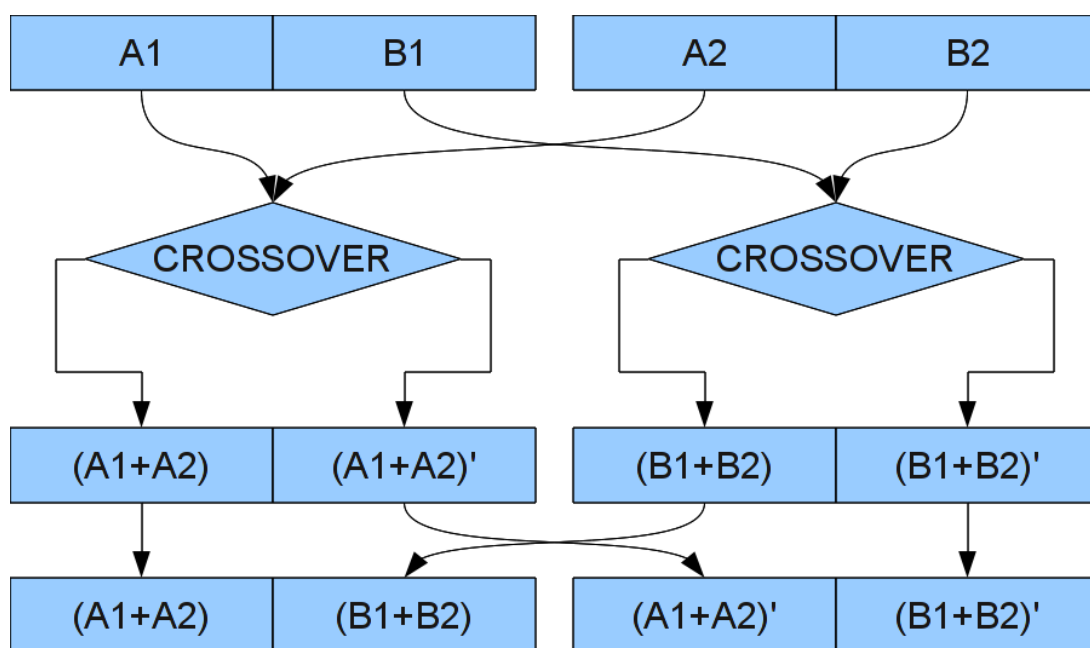 A1 B1 A2 B2
CROSSOVER CROSSOVER
(A1+A2) (A1+A2)' (B1+B2) (B1+B2)'
(A1+A2) (B1+B2) (A1+A2)' (B1+B2)'